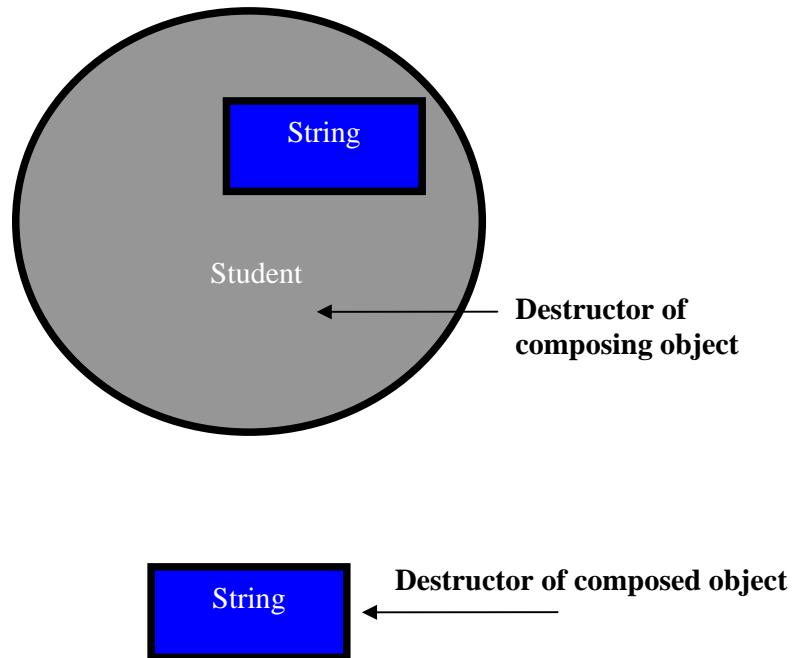 String
Student
Destructor of
composing object
Destructor of composed object
String